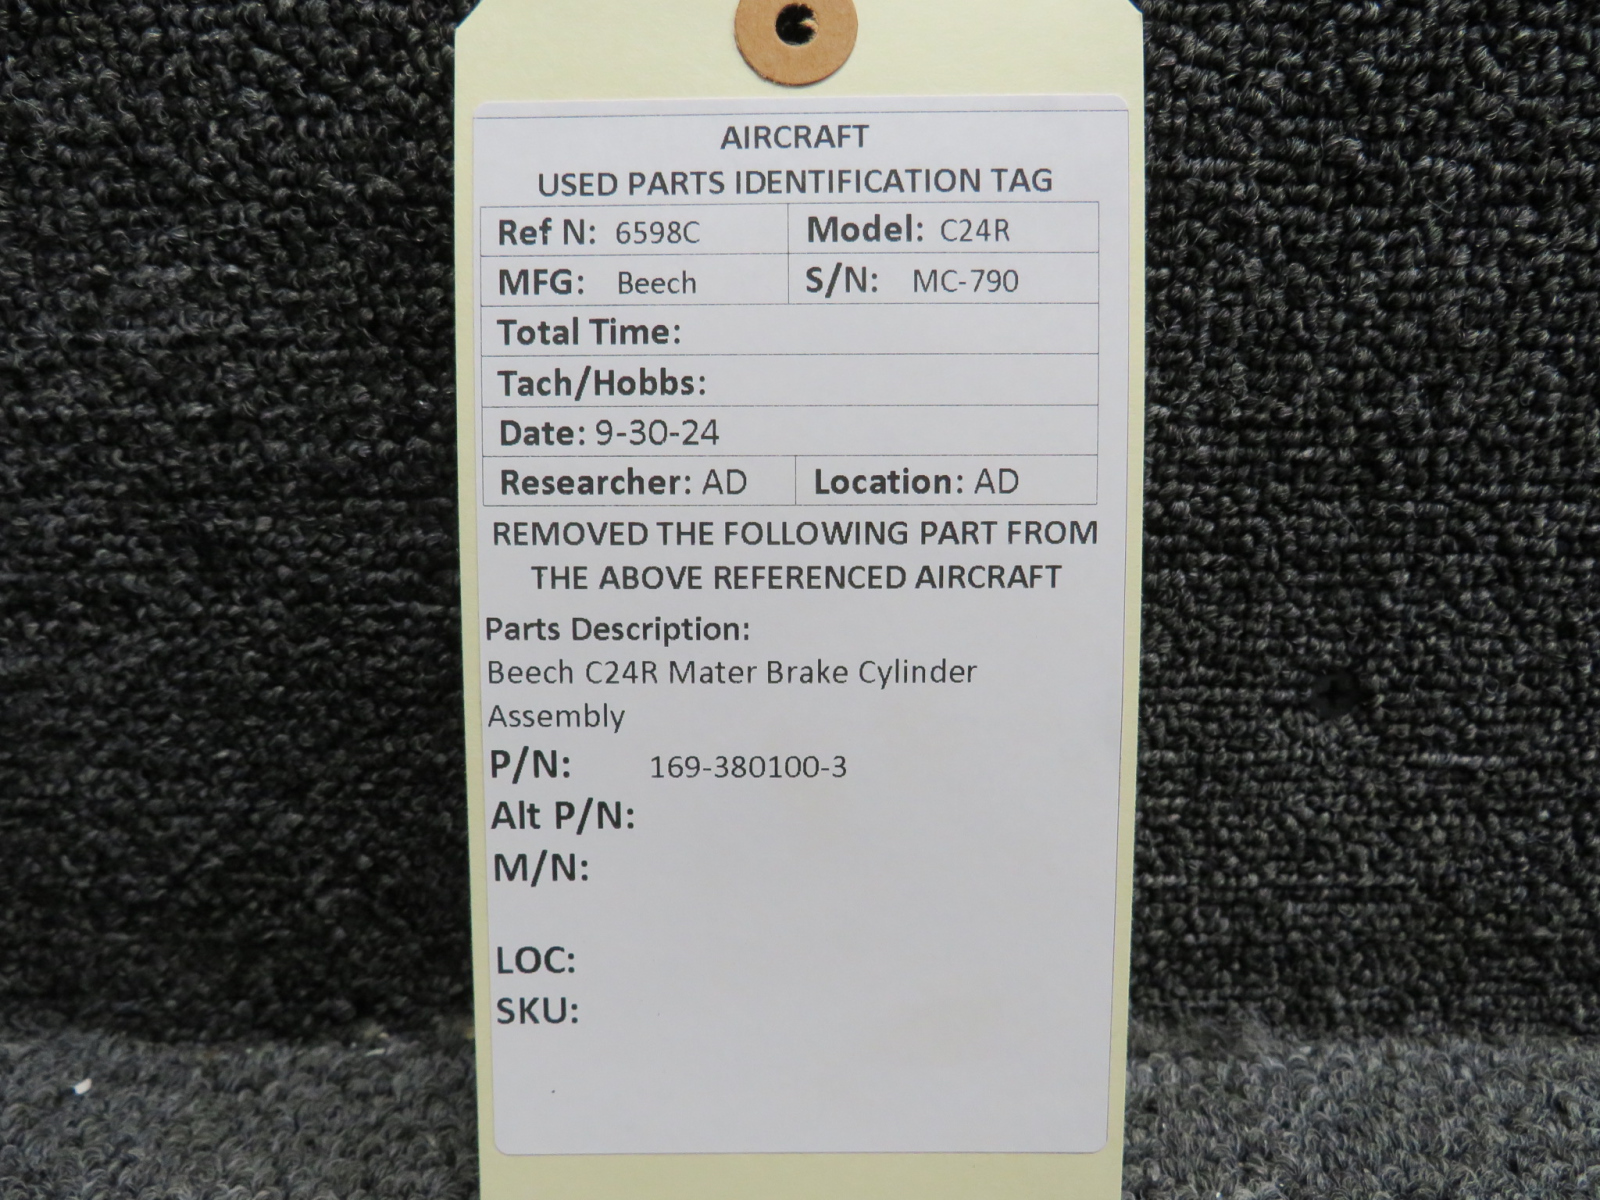 AIRCRAFT
USED PARTS IDENTIFICATION TAG
Ref N: 6598C Model: C24R
MFG: Beech S/N: MC-790
Total Time:
Tach/Hobbs:
Date: 9-30-24
Researcher: AD Location: AD
REMOVED THE FOLLOWING PART FROM
THE ABOVE REFERENCED AIRCRAFT
Parts Description:
Beech C24R Mater Brake Cylinder
Assembly
P/N: 169-380100-3
Alt P/N:
M/N:
LOC:
SKU: